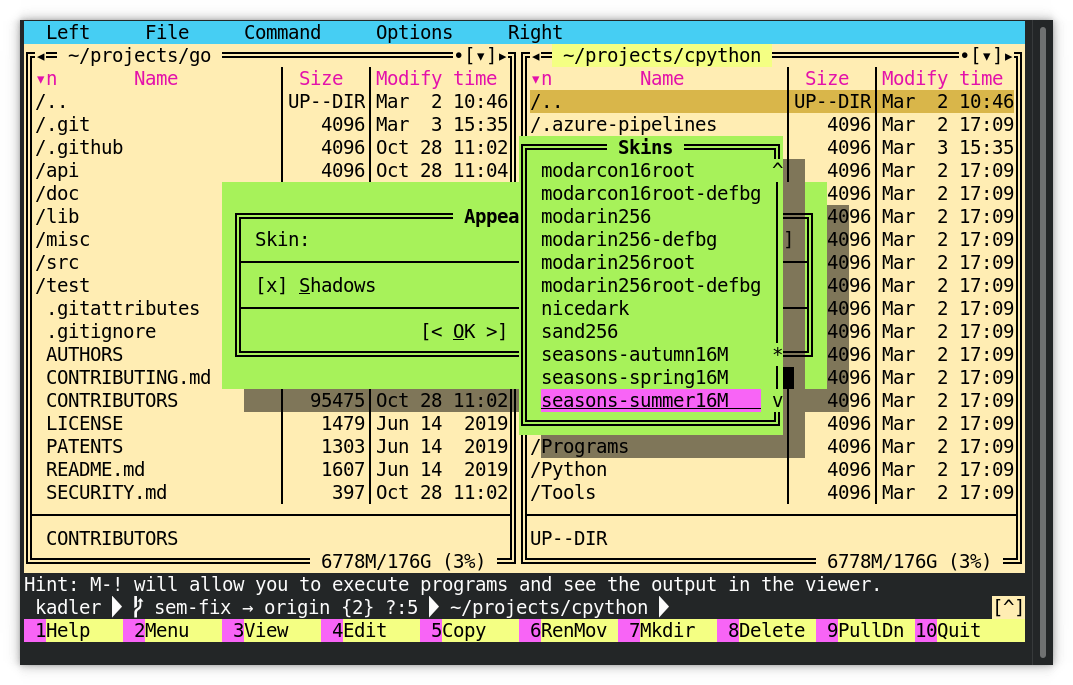 Left File Command Options Right
~/projects/go •[▾]▸ ◂ ~/projects/cpython •[▾]▸
▾n Name Size Modify time ▾n Name Size Modify time
/.. UP--DIR Mar 2 10:46 /.. UP--DIR Mar 2 10:46
/.git 4096 Mar 3 15:35 /.azure-pipelines 4096 Mar 2 17:09
/.github 4096 Oct 28 11:02 Skins 4096 Mar 3 15:35
/api 4096 Oct 28 11:04 modarcon16root ^ 4096 Mar 2 17:09
/doc modarcon16root-defbg 4096 Mar 2 17:09
/lib Appea modarin256 4096 Mar 2 17:09
/misc Skin: modarin256-defbg ] 4096 Mar 2 17:09
/src modarin256root 4096 Mar 2 17:09
/test [x] Shadows modarin256root-defbg 4096 Mar 2 17:09
.gitattributes nicedark 4096 Mar 2 17:09
.gitignore [< OK >] sand256 4096 Mar 2 17:09
AUTHORS seasons-autumn16M * 4096 Mar 2 17:09
CONTRIBUTING.md seasons-spring16M 4096 Mar 2 17:09
CONTRIBUTORS 95475 Oct 28 11:02 seasons-summer16M v 4096 Mar 2 17:09
LICENSE 1479 Jun 14 2019 4096 Mar 2 17:09
PATENTS 1303 Jun 14 2019 /Programs 4096 Mar 2 17:09
README.md 1607 Jun 14 2019 /Python 4096 Mar 2 17:09
SECURITY.md 397 Oct 28 11:02 /Tools 4096 Mar 2 17:09
CONTRIBUTORS UP--DIR
6778M/176G (3%) 6778M/176G (3%)
Hint: M-! will allow you to execute programs and see the output in the viewer.
kadler sem-fix → origin {2} ?:5 ~/projects/cpython [^]
1Help 2Menu 3View 4Edit 5Copy 6RenMov 7Mkdir 8Delete 9PullDn 10Quit